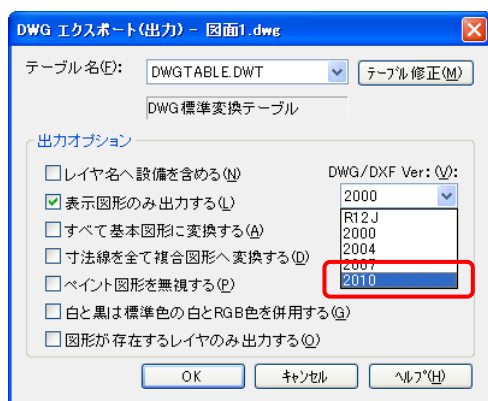 DWG エクスポート(出力) - 図面1.dwg
テーブル名(F):
DWGTABLE.DWT
テーブル修正(M)
DWG標準変換テーブル
出力オプション
レイヤ名へ設備を含める(N)
DWG/DXF Ver:(V):
表示図形のみ出力する(L)
2000
R12J
2000
2004
2007
2010
すべて基本図形に変換する(A)
寸法線を全て複合図形へ変換する(D)
ペイント図形を無視する(P)
白と黒は標準色の白とRGB色を併用する(G)
図形が存在するレイヤのみ出力する(O)
OK
キャンセル
ヘルプ(H)